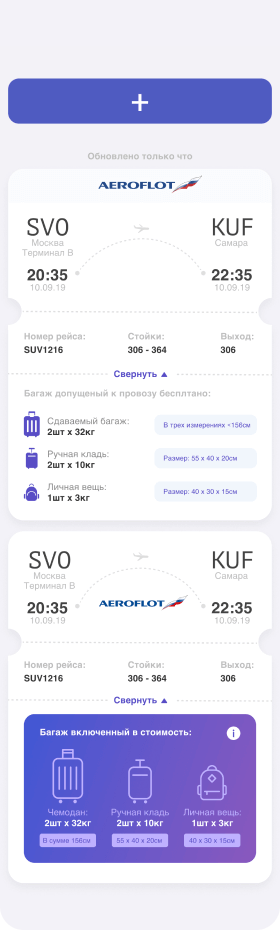 +
Обновлено только что
AEROFLOT
SVO KUF
Москва Самара
Терминал B
20:35 22:35
10.09.19 10.09.19
Номер рейса: Стойки: Выход:
SUV1216 306 - 364 306
Свернуть ▲
Багаж допущеный к провозу бесплтано:
Сдаваемый багаж:
2шт x 32кг
В трех измерениях <156см
Ручная кладь:
2шт x 10кг
Размер: 55 x 40 x 20см
Личная вещь:
1шт x 3кг
Размер: 40 x 30 x 15см
SVO KUF
Москва Самара
Терминал B
AEROFLOT
20:35 22:35
10.09.19 10.09.19
Номер рейса: Стойки: Выход:
SUV1216 306 - 364 306
Свернуть ▲
Багаж включенный в стоимость: i
Чемодан: Ручная кладь Личная вещь:
2шт x 32кг 2шт x 10кг 1шт x 3кг
В сумме 156см 55 x 40 x 20см 40 x 30 x 15см